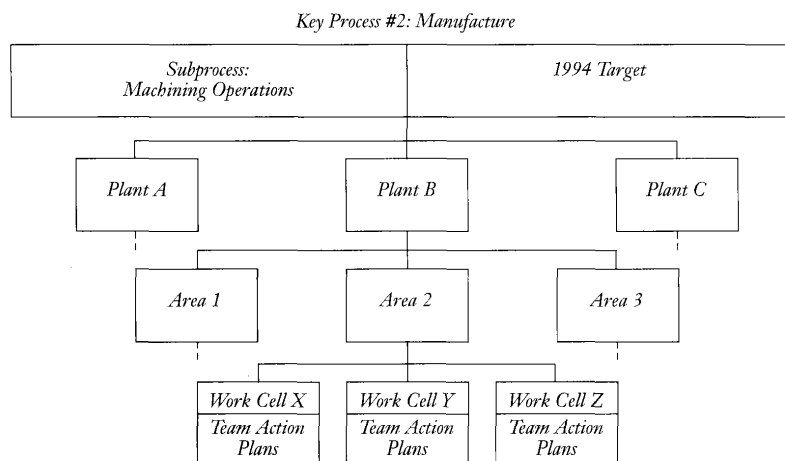 Key Process #2: Manufacture
Subprocess:
Machining Operations
1994 Target
Plant A
Plant B
Plant C
Area 1
Area 2
Area 3
Work Cell X
Team Action
Plans
Work Cell Y
Team Action
Plans
Work Cell Z
Team Action
Plans